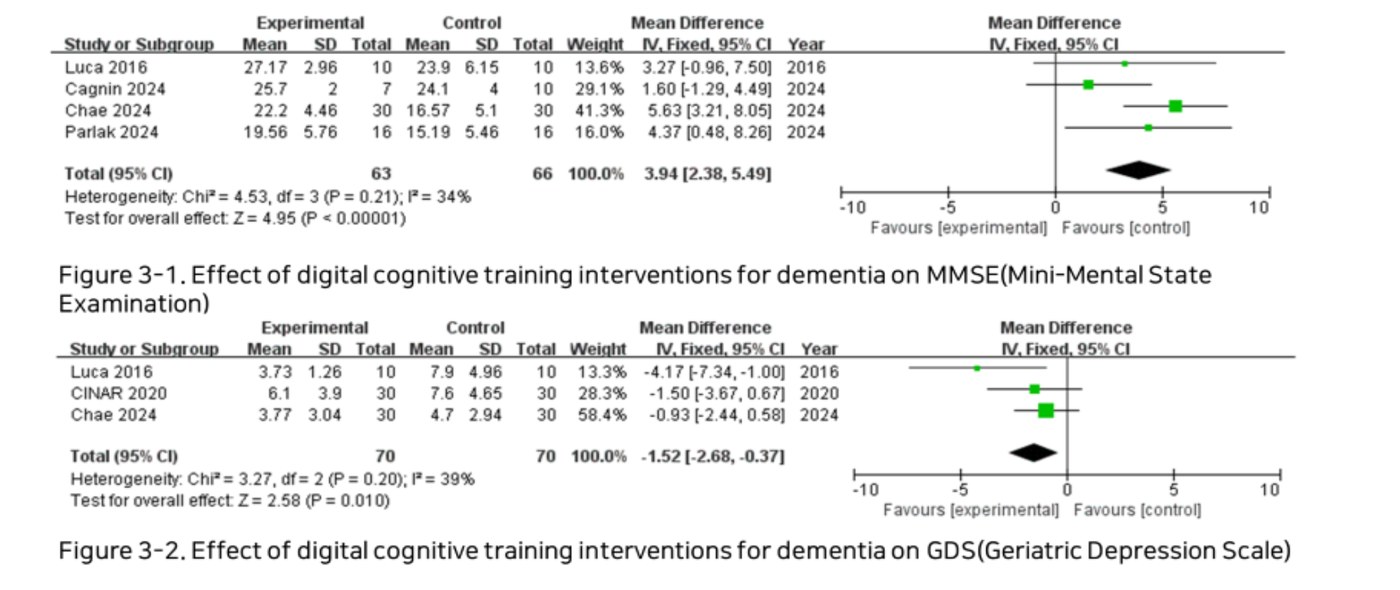 Experimental Control Mean Difference Mean Difference
Study or Subgroup Mean SD Total Mean SD Total Weight IV, Fixed, 95% CI Year IV, Fixed, 95% CI
Luca 2016 27.17 2.96 10 23.9 6.15 10 13.6% 3.27 [-0.96, 7.50] 2016
Cagnin 2024 25.7 2 7 24.1 4 10 29.1% 1.60 [-1.29, 4.49] 2024
Chae 2024 22.2 4.46 30 16.57 5.1 30 41.3% 5.63 [3.21, 8.05] 2024
Parlak 2024 19.56 5.76 16 15.19 5.46 16 16.0% 4.37 [0.48, 8.26] 2024
Total (95% CI) 63 66 100.0% 3.94 [2.38, 5.49]
Heterogeneity: Chi² = 4.53, df = 3 (P = 0.21); I² = 34%
Test for overall effect: Z = 4.95 (P < 0.00001)
-10 -5 0 5 10
Favours [experimental] Favours [control]
Figure 3-1. Effect of digital cognitive training interventions for dementia on MMSE(Mini-Mental State
Examination)
Experimental Control Mean Difference Mean Difference
Study or Subgroup Mean SD Total Mean SD Total Weight IV, Fixed, 95% CI Year IV, Fixed, 95% CI
Luca 2016 3.73 1.26 10 7.9 4.96 10 13.3% -4.17 [-7.34, -1.00] 2016
CINAR 2020 6.1 3.9 30 7.6 4.65 30 28.3% -1.50 [-3.67, 0.67] 2020
Chae 2024 3.77 3.04 30 4.7 2.94 30 58.4% -0.93 [-2.44, 0.58] 2024
Total (95% CI) 70 70 100.0% -1.52 [-2.68, -0.37]
Heterogeneity: Chi² = 3.27, df = 2 (P = 0.20); I² = 39%
Test for overall effect: Z = 2.58 (P = 0.010)
-10 -5 0 5 10
Favours [experimental] Favours [control]
Figure 3-2. Effect of digital cognitive training interventions for dementia on GDS(Geriatric Depression Scale)